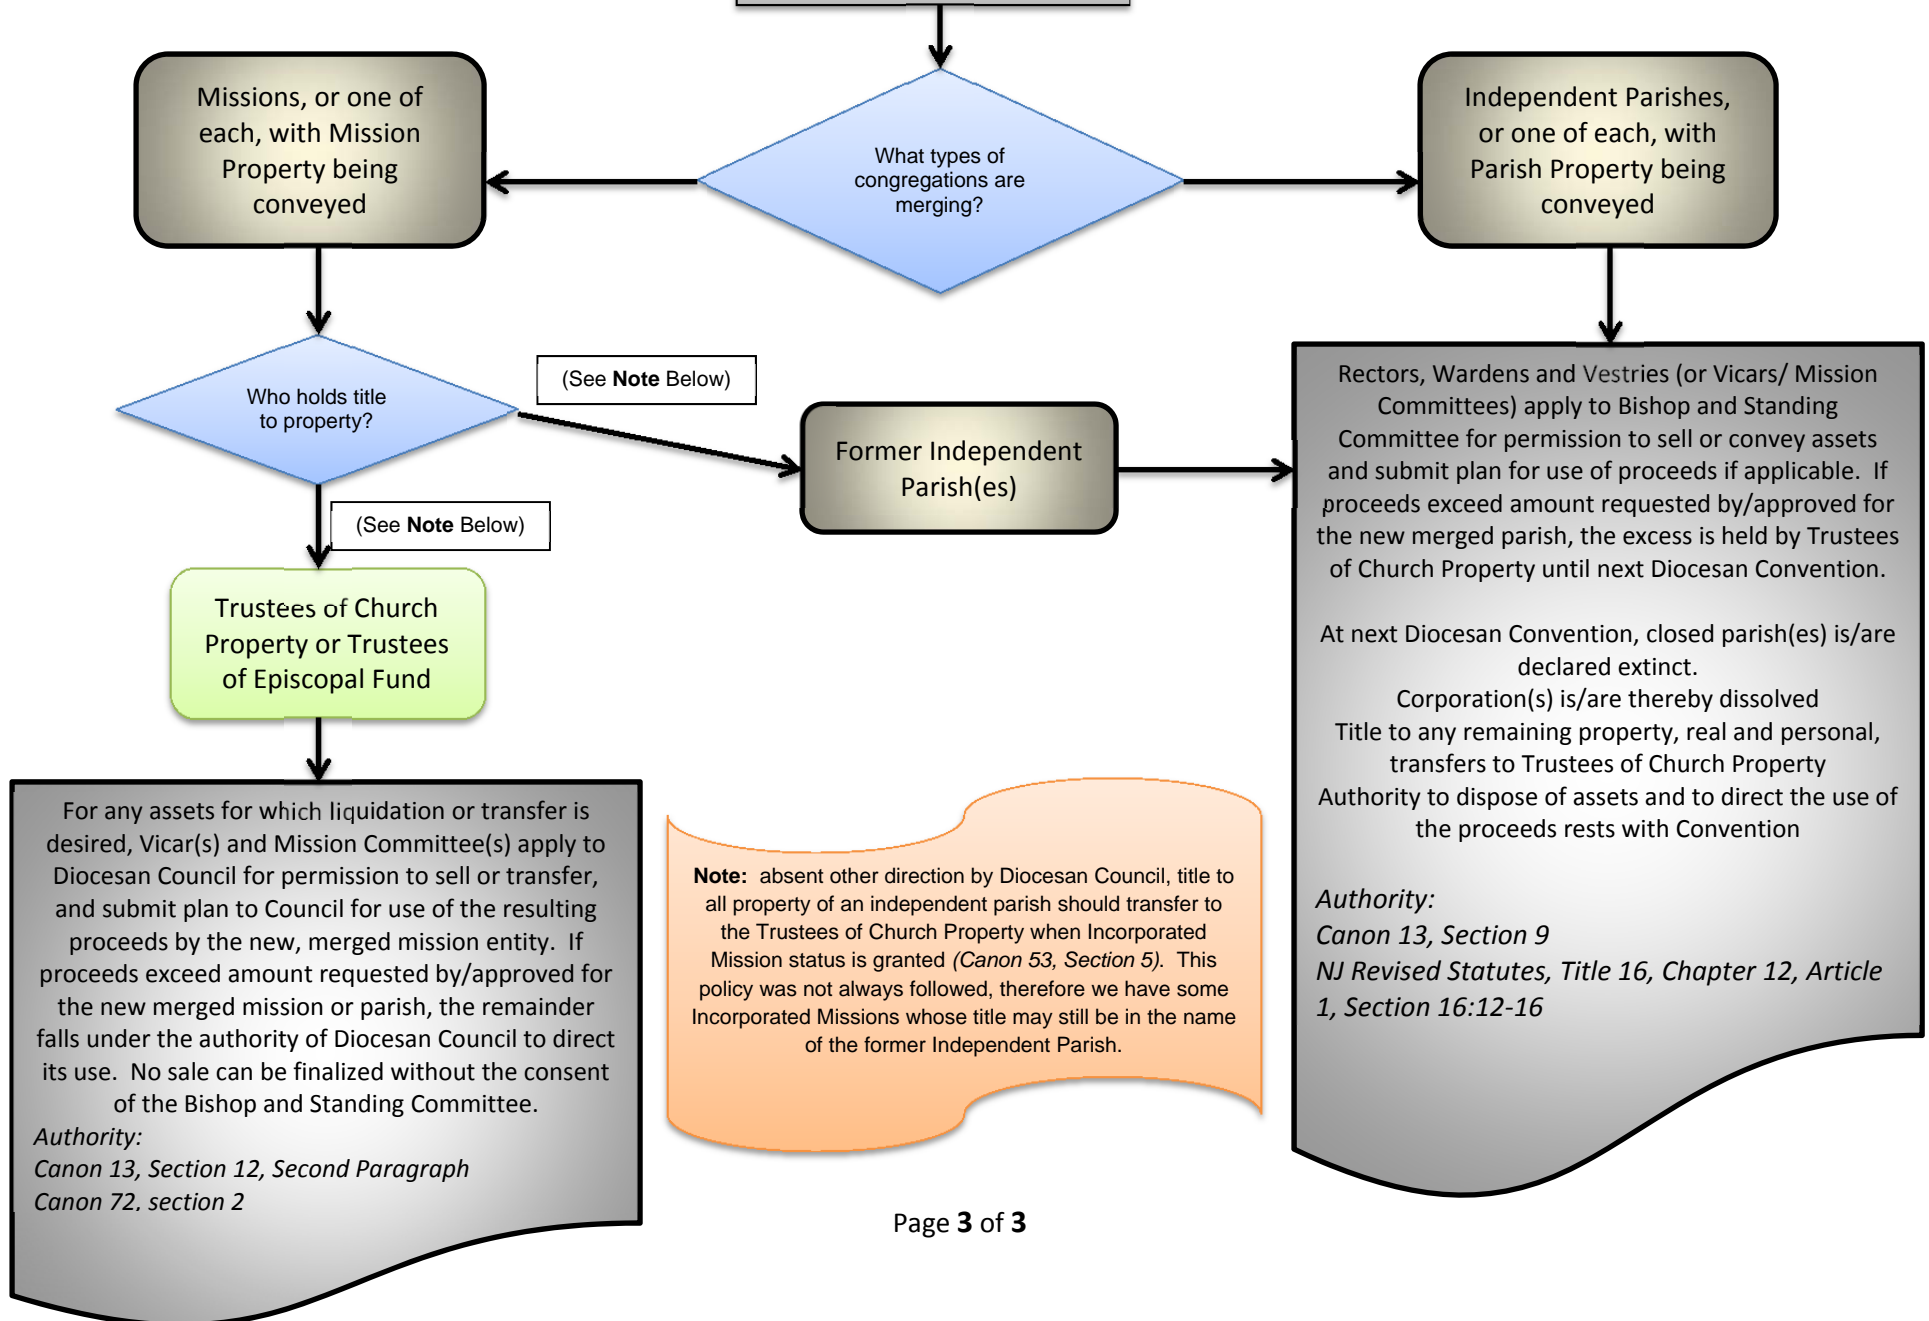 Missions, or one of
each, with Mission
Property being
conveyed
What types of
congregations are
merging?
Independent Parishes,
or one of each, with
Parish Property being
conveyed
Who holds title
to property?
(See Note Below)
(See Note Below)
Former Independent
Parish(es)
Trustees of Church
Property or Trustees
of Episcopal Fund
Rectors, Wardens and Vestries (or Vicars/ Mission
Committees) apply to Bishop and Standing
Committee for permission to sell or convey assets
and submit plan for use of proceeds if applicable.  If
proceeds exceed amount requested by/approved for
the new merged parish, the excess is held by Trustees
of Church Property until next Diocesan Convention.
At next Diocesan Convention, closed parish(es) is/are
declared extinct.
Corporation(s) is/are thereby dissolved
Title to any remaining property, real and personal,
transfers to Trustees of Church Property
Authority to dispose of assets and to direct the use of
the proceeds rests with Convention
Authority:
Canon 13, Section 9
NJ Revised Statutes, Title 16, Chapter 12, Article
1, Section 16:12-16
For any assets for which liquidation or transfer is
desired, Vicar(s) and Mission Committee(s) apply to
Diocesan Council for permission to sell or transfer,
and submit plan to Council for use of the resulting
proceeds by the new, merged mission entity.  If
proceeds exceed amount requested by/approved for
the new merged mission or parish, the remainder
falls under the authority of Diocesan Council to direct
its use.  No sale can be finalized without the consent
of the Bishop and Standing Committee.
Authority:
Canon 13, Section 12, Second Paragraph
Canon 72, section 2
Note:  absent other direction by Diocesan Council, title to
all property of an independent parish should transfer to
the Trustees of Church Property when Incorporated
Mission status is granted (Canon 53, Section 5).  This
policy was not always followed, therefore we have some
Incorporated Missions whose title may still be in the name
of the former Independent Parish.
Page 3 of 3